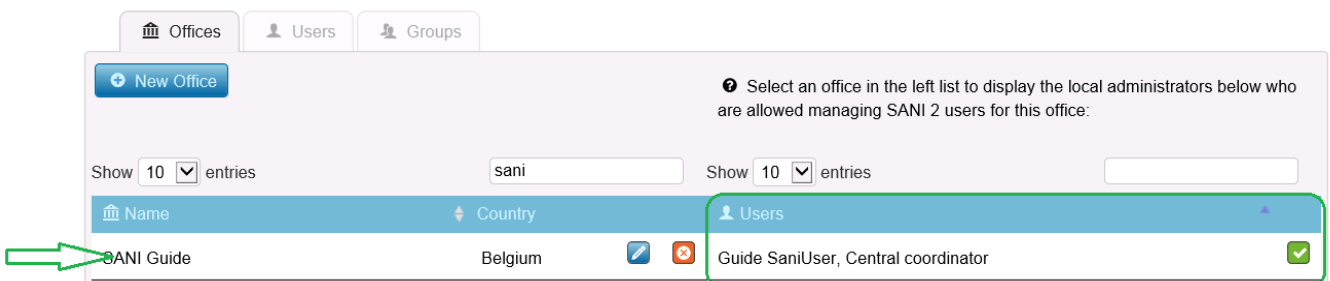 Offices Users Groups
New Office
Select an office in the left list to display the local administrators below who
are allowed managing SANI 2 users for this office:
Show 10 entries sani Show 10 entries
Name Country Users
SANI Guide Belgium Guide SaniUser, Central coordinator